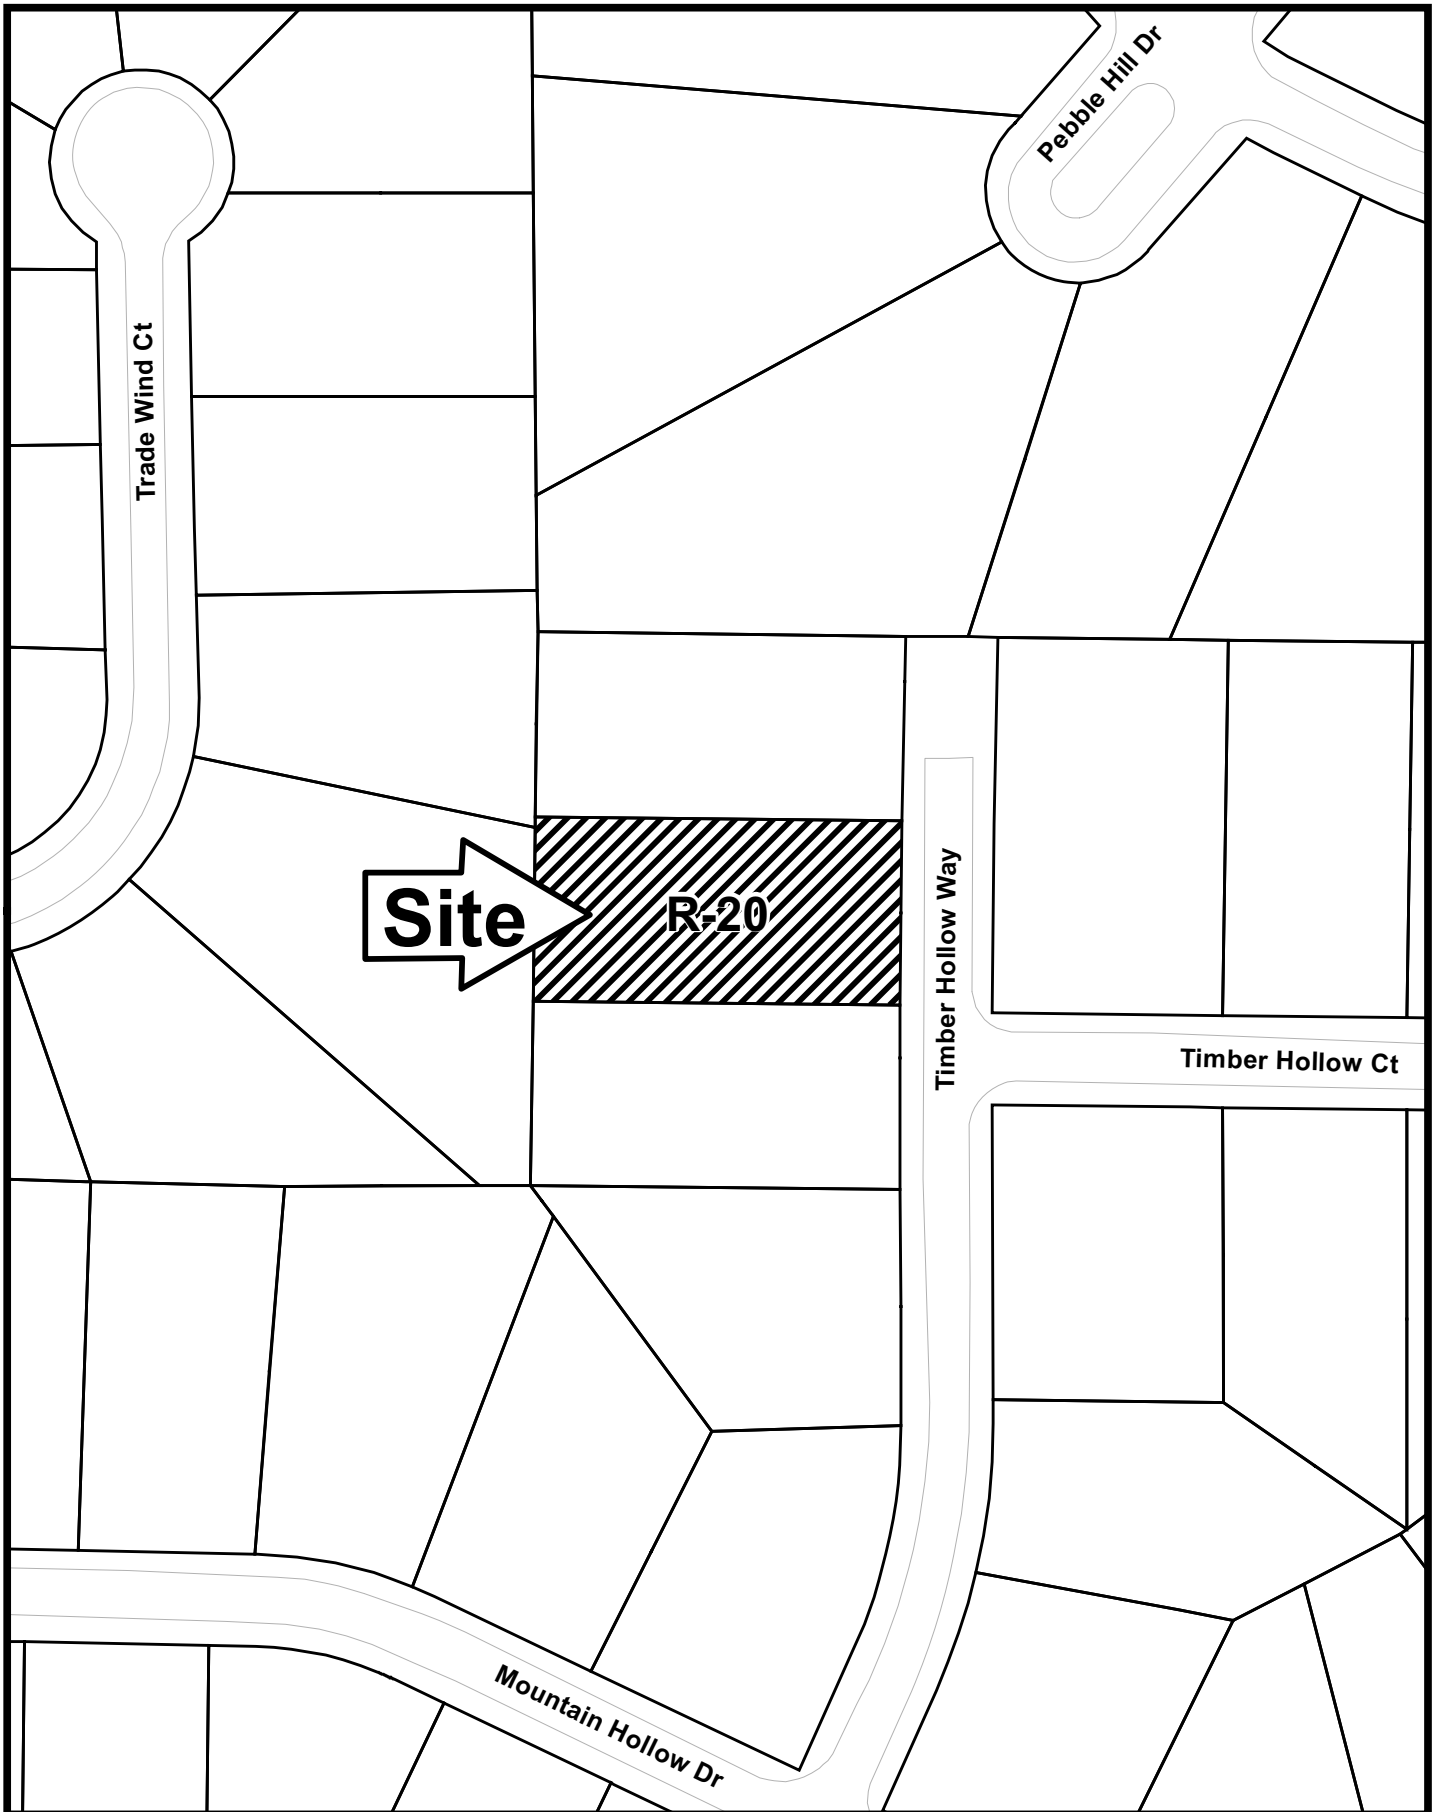 Pebble Hill Dr
Trade Wind Ct
Site
R-20
Timber Hollow Way
Timber Hollow Ct
Mountain Hollow Dr